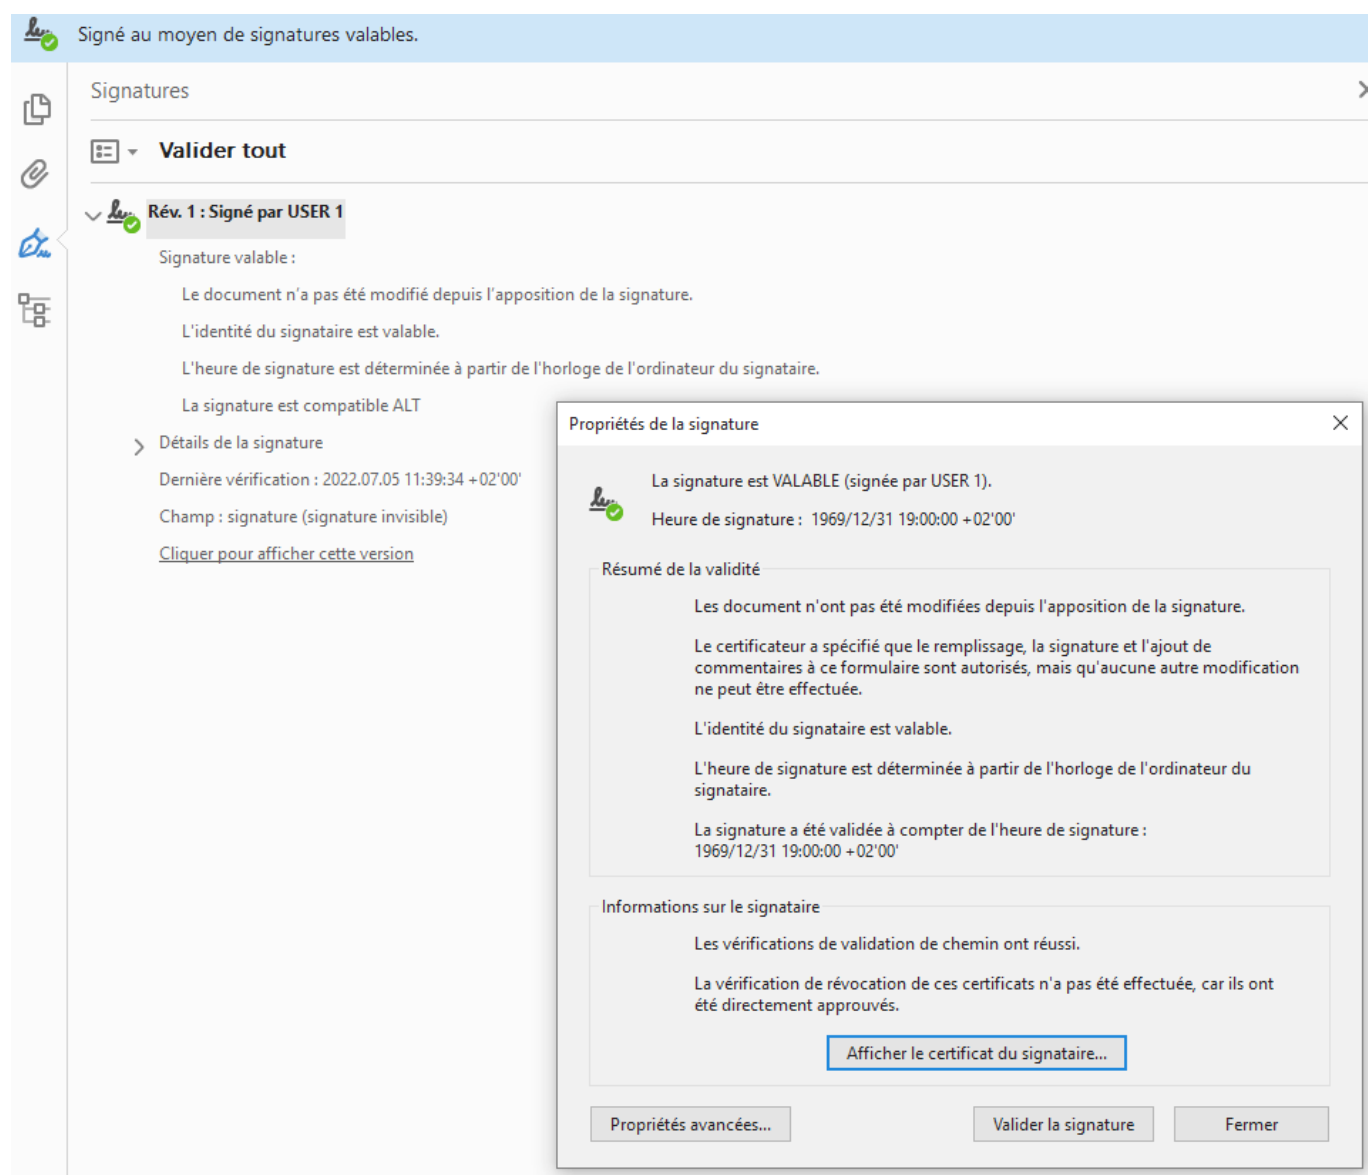 Signé au moyen de signatures valables.
Signatures
Valider tout
Rév. 1 : Signé par USER 1
Signature valable :
Le document n'a pas été modifié depuis l'apposition de la signature.
L'identité du signataire est valable.
L'heure de signature est déterminée à partir de l'horloge de l'ordinateur du signataire.
La signature est compatible ALT
Détails de la signature
Dernière vérification : 2022.07.05 11:39:34 +02'00'
Champ : signature (signature invisible)
Cliquer pour afficher cette version
Propriétés de la signature
La signature est VALABLE (signée par USER 1).
Heure de signature : 1969/12/31 19:00:00 +02'00'
Résumé de la validité
Les document n'ont pas été modifiées depuis l'apposition de la signature.
Le certificateur a spécifié que le remplissage, la signature et l'ajout de
commentaires à ce formulaire sont autorisés, mais qu'aucune autre modification
ne peut être effectuée.
L'identité du signataire est valable.
L'heure de signature est déterminée à partir de l'horloge de l'ordinateur du
signataire.
La signature a été validée à compter de l'heure de signature :
1969/12/31 19:00:00 +02'00'
Informations sur le signataire
Les vérifications de validation de chemin ont réussi.
La vérification de révocation de ces certificats n'a pas été effectuée, car ils ont
été directement approuvés.
Afficher le certificat du signataire...
Propriétés avancées...
Valider la signature
Fermer